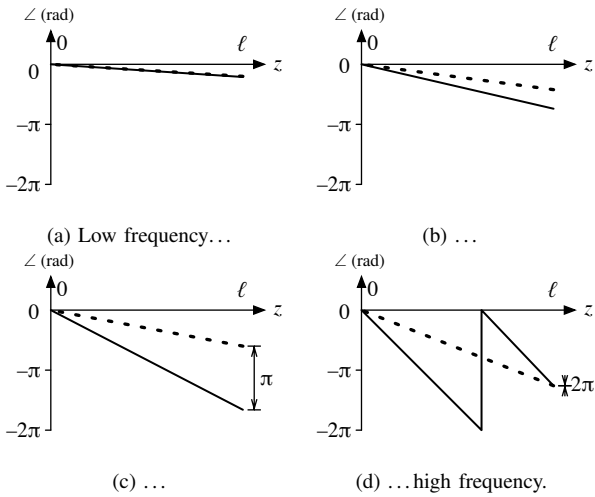 ∠ (rad)
0
ℓ
z
0
−π
−2π
(a) Low frequency…
∠ (rad)
0
ℓ
z
0
−π
−2π
(b) …
∠ (rad)
0
ℓ
z
0
−π
−2π
π
(c) …
∠ (rad)
0
ℓ
z
0
−π
−2π
2π
(d) …high frequency.